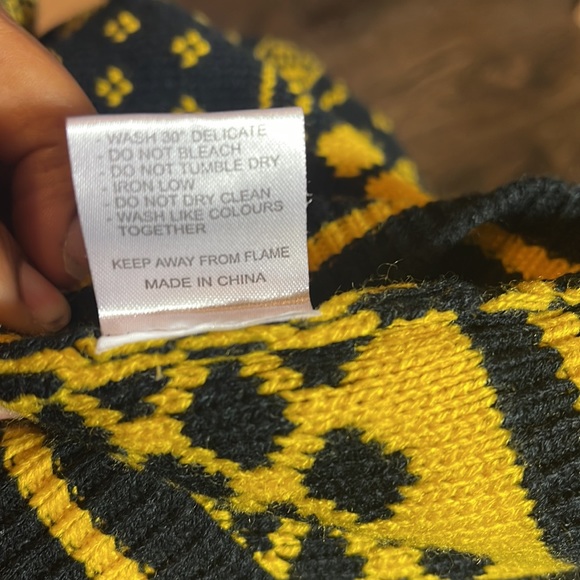 - WASH 30° DELICATE
- DO NOT BLEACH
- DO NOT TUMBLE DRY
- IRON LOW
- DO NOT DRY CLEAN
- WASH LIKE COLOURS
TOGETHER
KEEP AWAY FROM FLAME
MADE IN CHINA